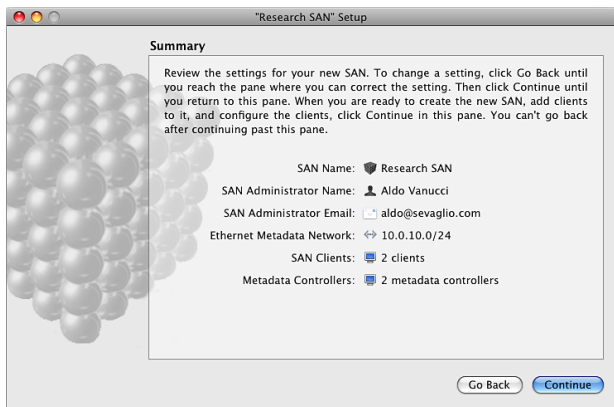 "Research SAN" Setup
Summary
Review the settings for your new SAN. To change a setting, click Go Back until
you reach the pane where you can correct the setting. Then click Continue until
you return to this pane. When you are ready to create the new SAN, add clients
to it, and configure the clients, click Continue in this pane. You can't go back
after continuing past this pane.
SAN Name: Research SAN
SAN Administrator Name: Aldo Vanucci
SAN Administrator Email: aldo@sevaglio.com
Ethernet Metadata Network: 10.0.10.0/24
SAN Clients: 2 clients
Metadata Controllers: 2 metadata controllers
Go Back Continue